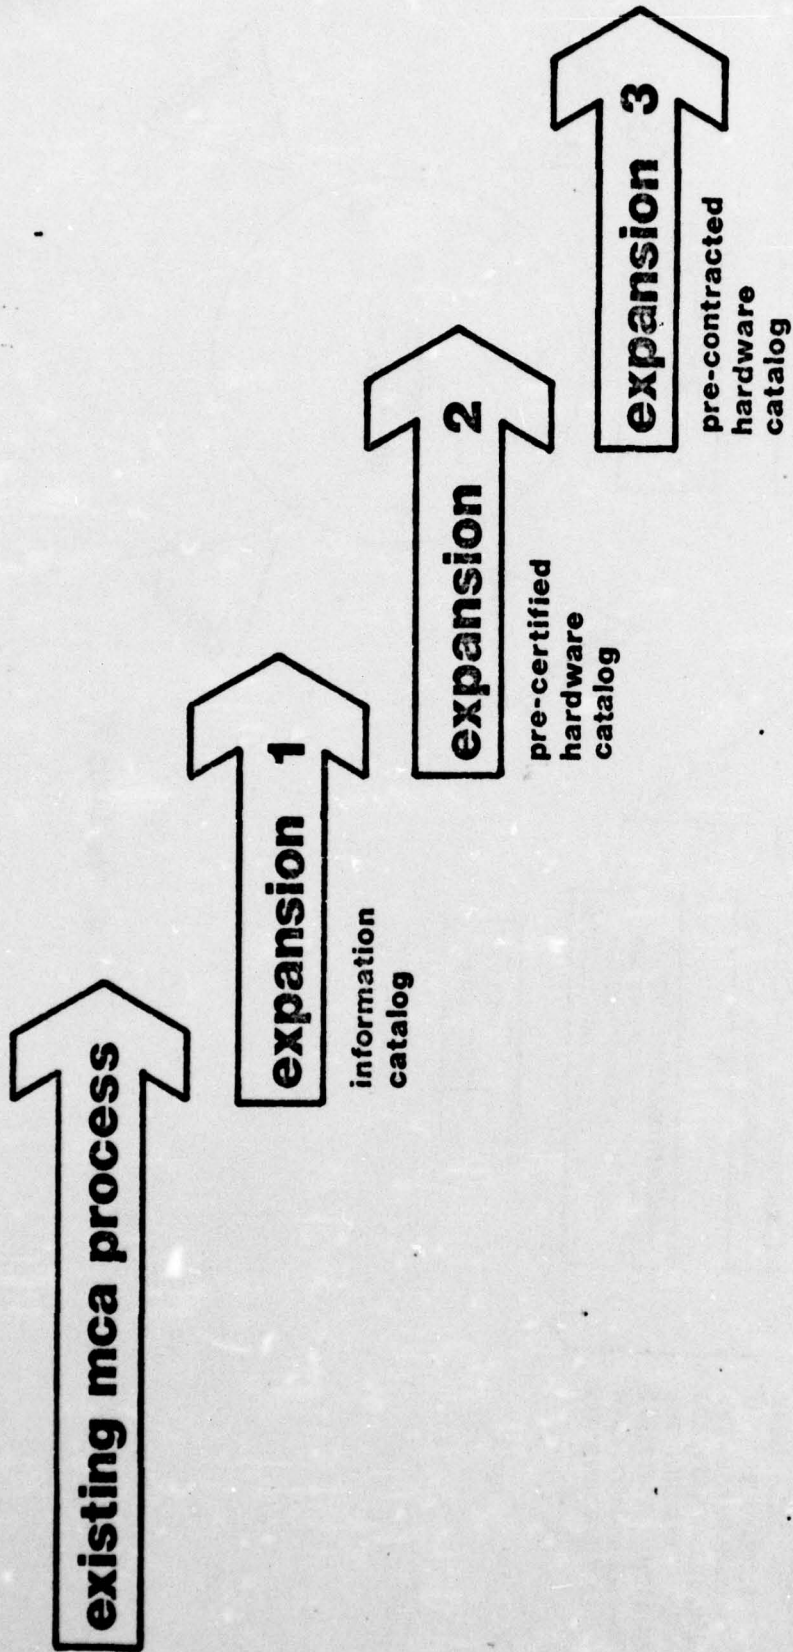 existing mca process
expansion 1
information
catalog
expansion 2
pre-certified
hardware
catalog
expansion 3
pre-contracted
hardware
catalog